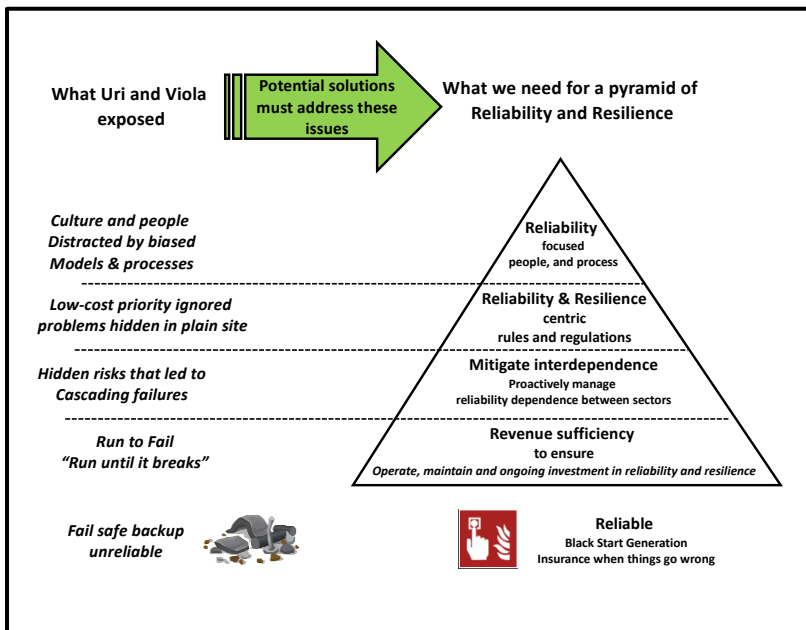 What Uri and Viola
exposed
Potential solutions
must address these
issues
What we need for a pyramid of
Reliability and Resilience
Culture and people
Distracted by biased
Models & processes
Reliability
focused
people, and process
Low-cost priority ignored
problems hidden in plain site
Reliability & Resilience
centric
rules and regulations
Hidden risks that led to
Cascading failures
Mitigate interdependence
Proactively manage
reliability dependence between sectors
Run to Fail
“Run until it breaks”
Revenue sufficiency
to ensure
Operate, maintain and ongoing investment in reliability and resilience
Fail safe backup
unreliable
Reliable
Black Start Generation
Insurance when things go wrong